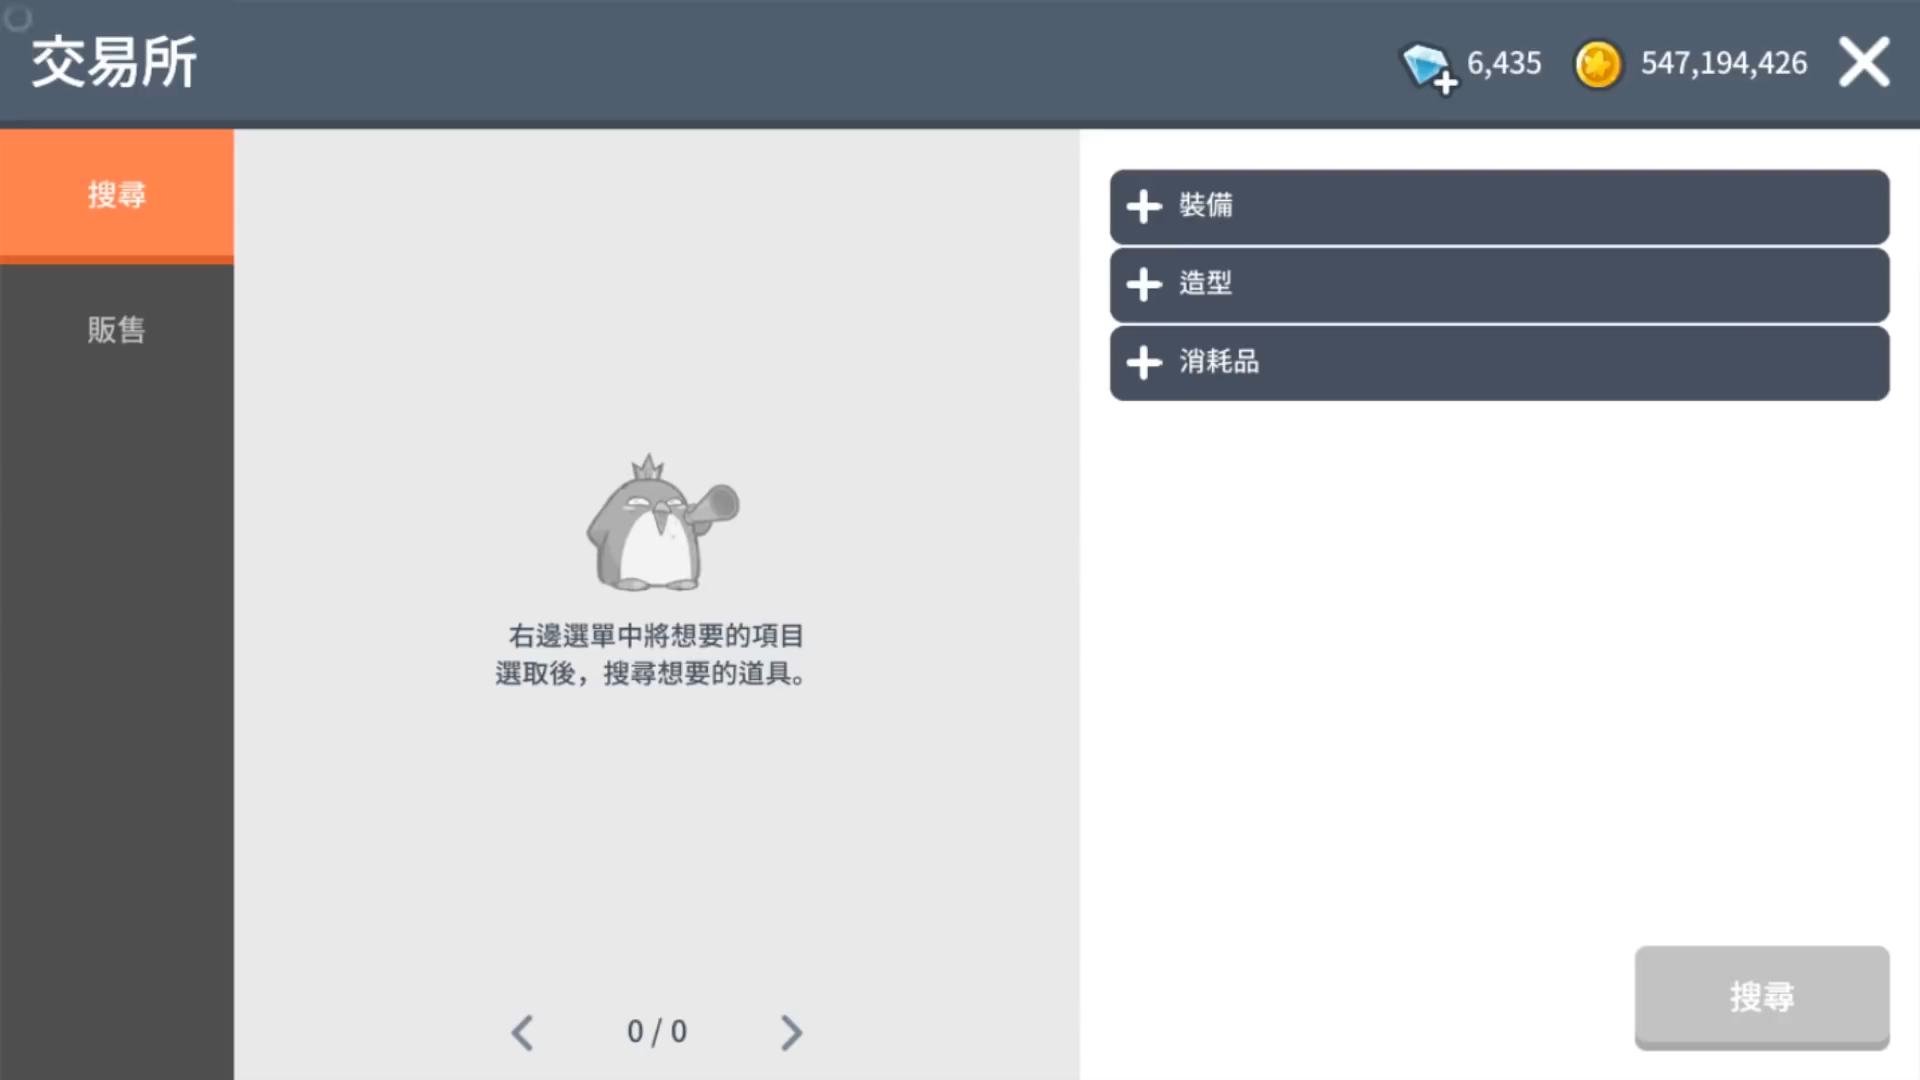 交易所
6,435
547,194,426
搜尋
販售
右邊選單中將想要的項目
選取後，搜尋想要的道具。
0 / 0
裝備
造型
消耗品
搜尋